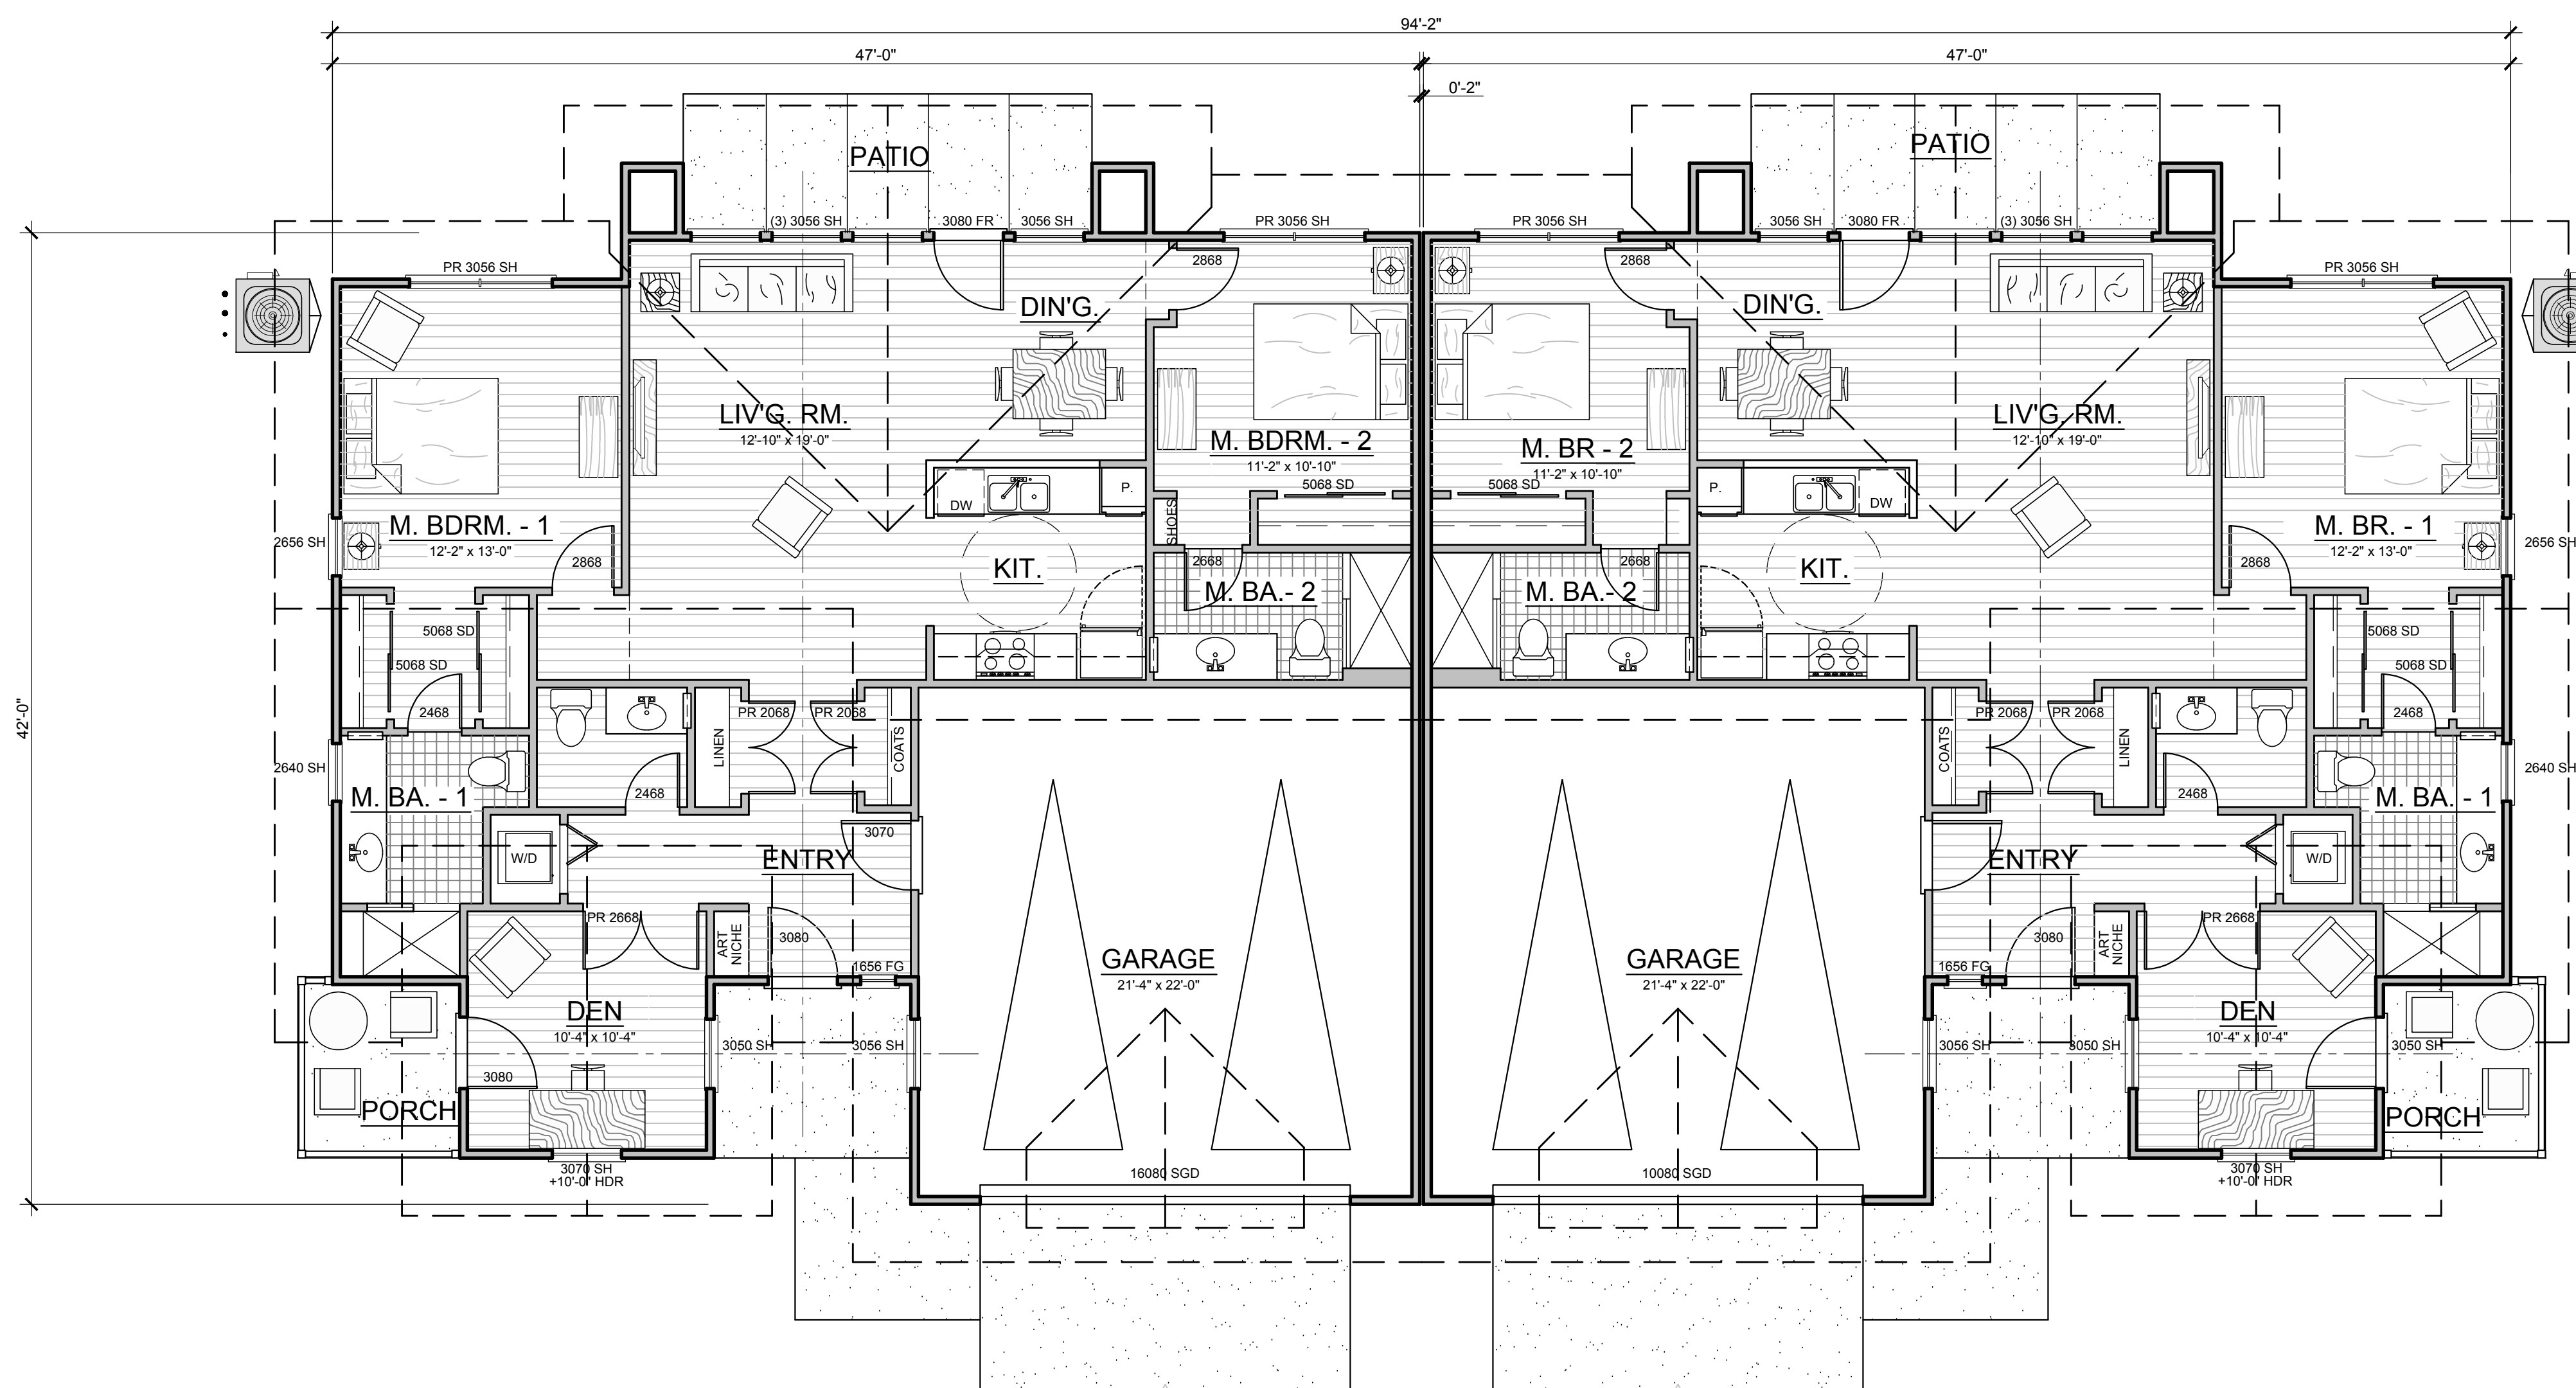 94'-2"
47'-0"
47'-0"
0'-2"
PATIO
PATIO
(3) 3056 SH
3080 FR
3056 SH
PR 3056 SH
PR 3056 SH
3056 SH
3080 FR
(3) 3056 SH
PR 3056 SH
2868
2868
PR 3056 SH
DIN'G.
DIN'G.
LIV'G. RM.
12'-10" x 19'-0"
M. BDRM. - 2
11'-2" x 10'-10"
M. BR - 2
11'-2" x 10'-10"
LIV'G. RM.
12'-10" x 19'-0"
5068 SD
5068 SD
DW
P.
SHOES
P.
DW
M. BDRM. - 1
12'-2" x 13'-0"
M. BR. - 1
12'-2" x 13'-0"
2656 SH
2656 SH
2868
KIT.
2668
M. BA.- 2
2668
M. BA.- 2
KIT.
2868
5068 SD
5068 SD
5068 SD
5068 SD
2468
PR 2068
PR 2068
PR 2068
PR 2068
2468
42'-0"
LINEN
COATS
COATS
LINEN
2640 SH
2640 SH
M. BA. - 1
2468
2468
M. BA. - 1
3070
W/D
ENTRY
ENTRY
W/D
PR 2668
PR 2668
ART
NICHE
3080
3080
ART
NICHE
1656 FG
1656 FG
GARAGE
21'-4" x 22'-0"
GARAGE
21'-4" x 22'-0"
DEN
10'-4" x 10'-4"
DEN
10'-4" x 10'-4"
3050 SH
3056 SH
3056 SH
3050 SH
3050 SH
3080
PORCH
PORCH
3070 SH
+10'-0" HDR
16080 SGD
10080 SGD
3070 SH
+10'-0" HDR